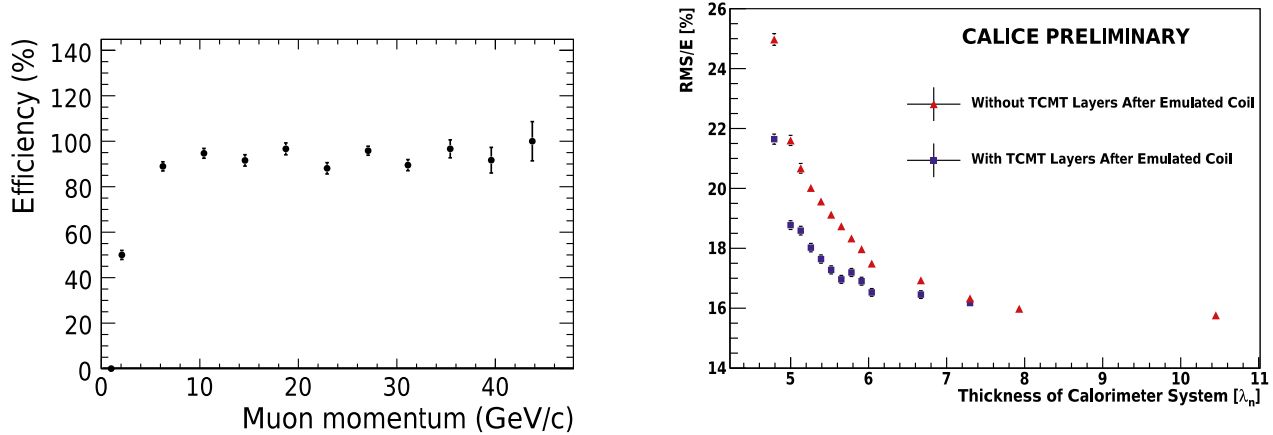 Efficiency (%)
140
120
100
80
60
40
20
0
0 10 20 30 40
Muon momentum (GeV/c)
RMS/E [%]
26
24
22
20
18
16
14
CALICE PRELIMINARY
Without TCMT Layers After Emulated Coil
With TCMT Layers After Emulated Coil
5 6 7 8 9 10 11
Thickness of Calorimeter System [λn]